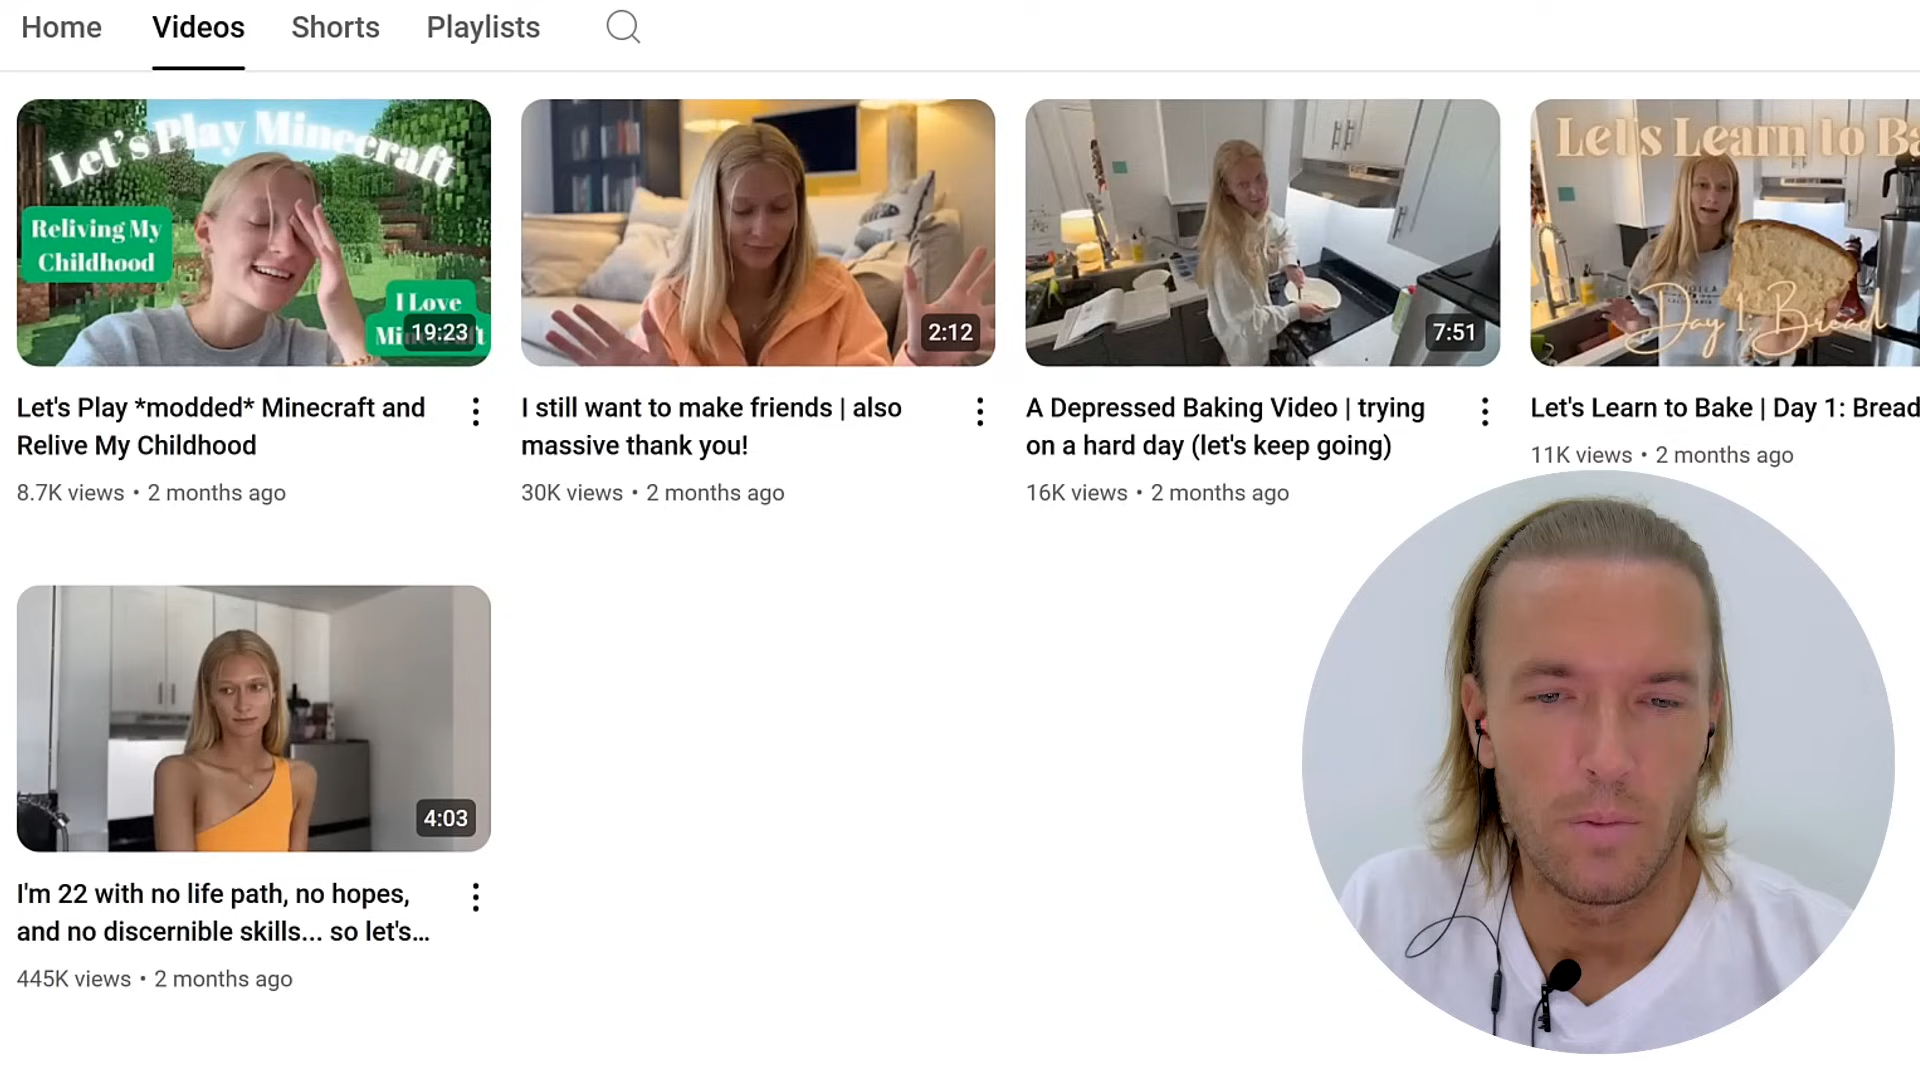 Home Videos Shorts Playlists
Let's Play Minecraft
Reliving My
Childhood
I Love
19:23
Let's Play *modded* Minecraft and
Relive My Childhood
8.7K views • 2 months ago
2:12
I still want to make friends | also
massive thank you!
30K views • 2 months ago
7:51
A Depressed Baking Video | trying
on a hard day (let's keep going)
16K views • 2 months ago
Let's Learn to Ba
Day 1: Bread
Let's Learn to Bake | Day 1: Bread
11K views • 2 months ago
4:03
I'm 22 with no life path, no hopes,
and no discernible skills... so let's...
445K views • 2 months ago